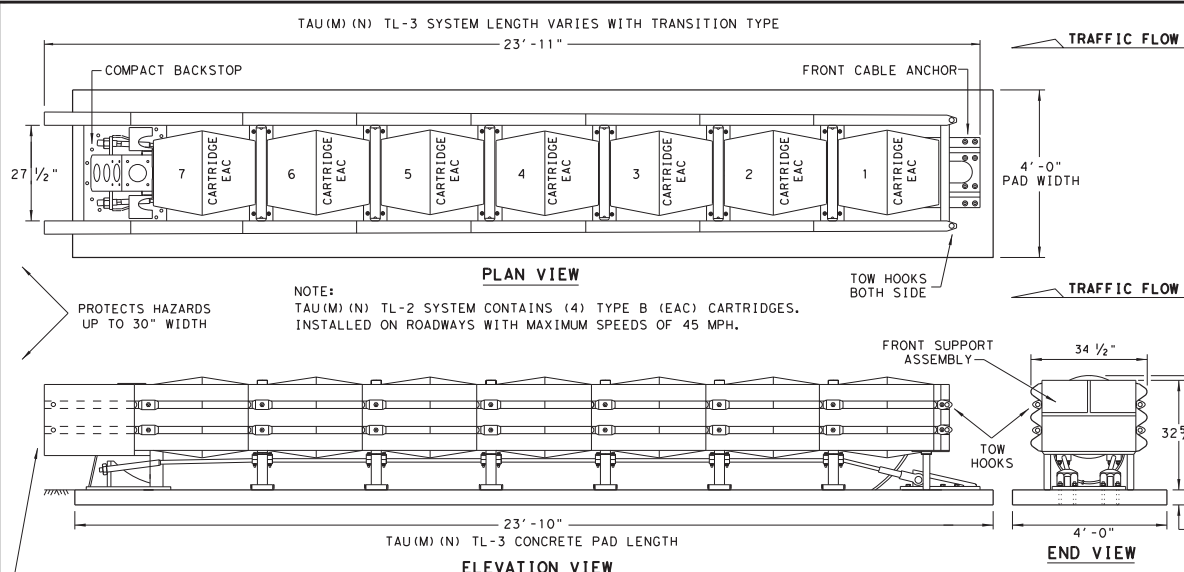 TAU(M)(N) TL-3 SYSTEM LENGTH VARIES WITH TRANSITION TYPE
23'-11"
TRAFFIC FLOW
COMPACT BACKSTOP
FRONT CABLE ANCHOR
27 1/2"
7 CARTRIDGE EAC
6 CARTRIDGE EAC
5 CARTRIDGE EAC
4 CARTRIDGE EAC
3 CARTRIDGE EAC
2 CARTRIDGE EAC
1 CARTRIDGE EAC
4'-0"
PAD WIDTH
PLAN VIEW
TOW HOOKS
BOTH SIDE
TRAFFIC FLOW
PROTECTS HAZARDS
UP TO 30" WIDTH
NOTE:
TAU(M)(N) TL-2 SYSTEM CONTAINS (4) TYPE B (EAC) CARTRIDGES.
INSTALLED ON ROADWAYS WITH MAXIMUM SPEEDS OF 45 MPH.
FRONT SUPPORT
ASSEMBLY
34 1/2"
TOW
HOOKS
23'-10"
TAU(M)(N) TL-3 CONCRETE PAD LENGTH
ELEVATION VIEW
4'-0"
END VIEW